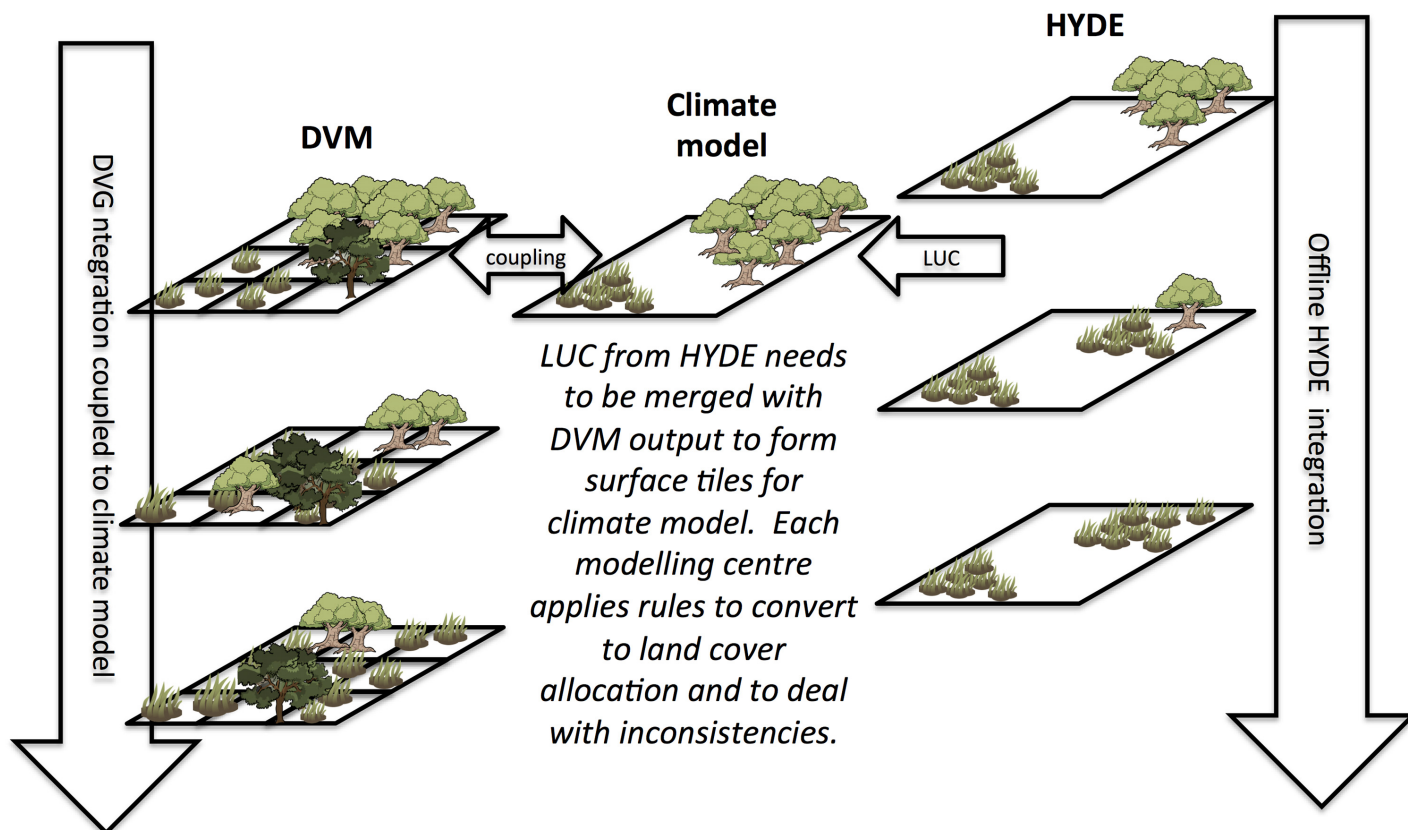 HYDE
Climate
model
DVM
DVG ntegration coupled to climate model
coupling
LUC
Offline HYDE integration
LUC from HYDE needs
to be merged with
DVM output to form
surface tiles for
climate model.  Each
modelling centre
applies rules to convert
to land cover
allocation and to deal
with inconsistencies.